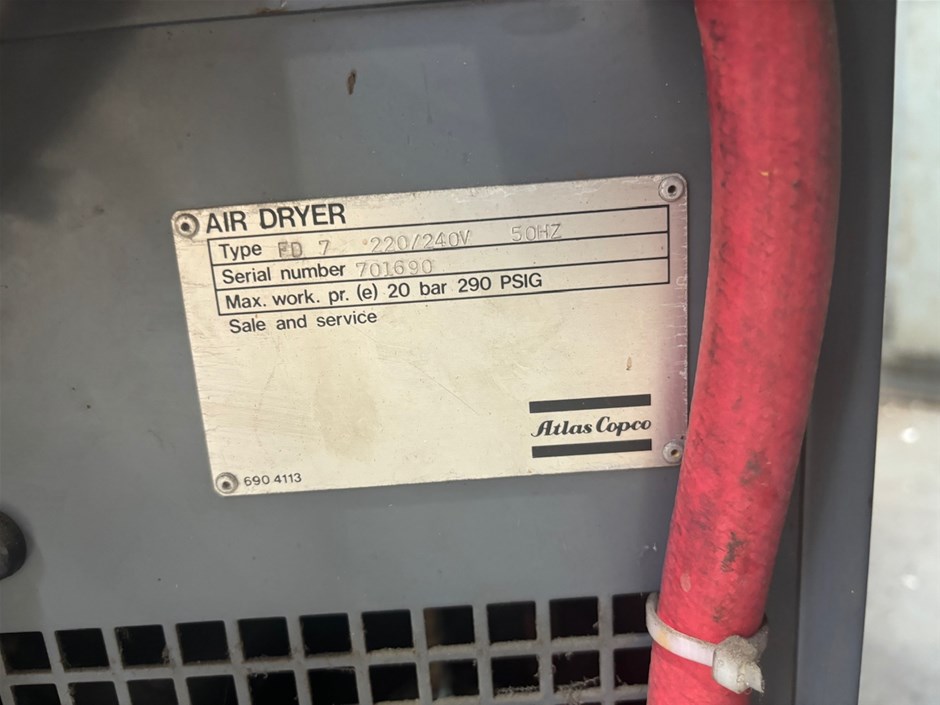 AIR DRYER
Type FD 7 220/240V 50HZ
Serial number 701690
Max. work. pr. (e) 20 bar 290 PSIG
Sale and service
Atlas Copco
690 4113